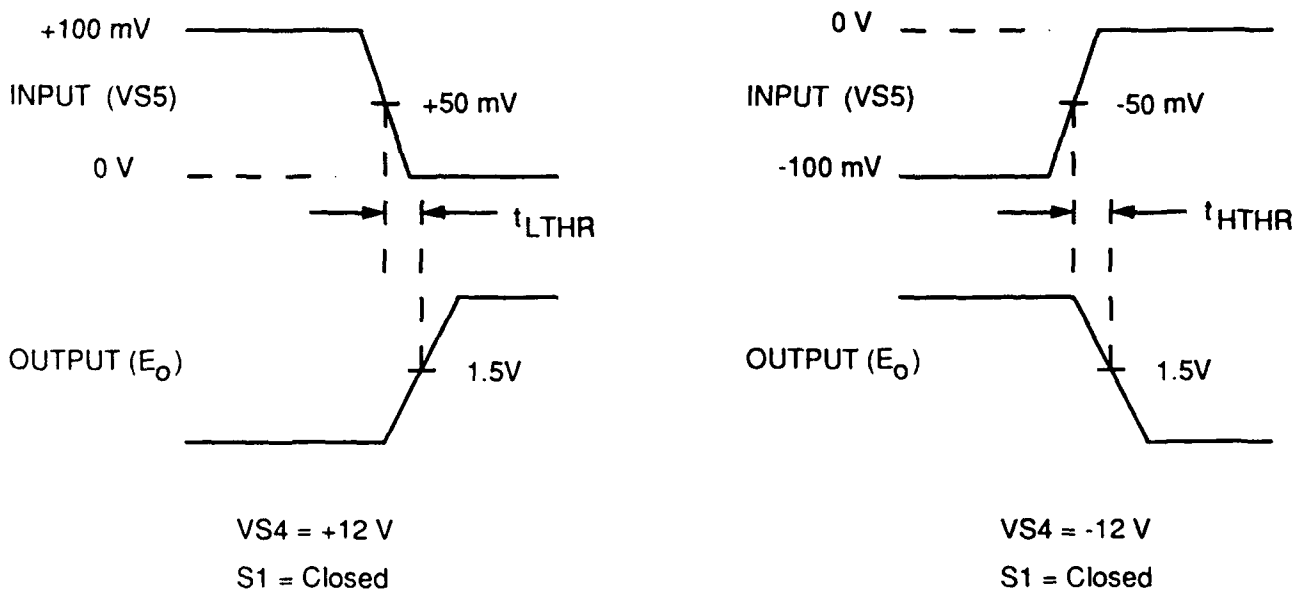 +100 mV
INPUT (VS5)
+50 mV
0 V
tLTHR
OUTPUT (Eo)
1.5V
VS4 = +12 V
S1 = Closed
0 V
INPUT (VS5)
-50 mV
-100 mV
tHTHR
OUTPUT (Eo)
1.5V
VS4 = -12 V
S1 = Closed